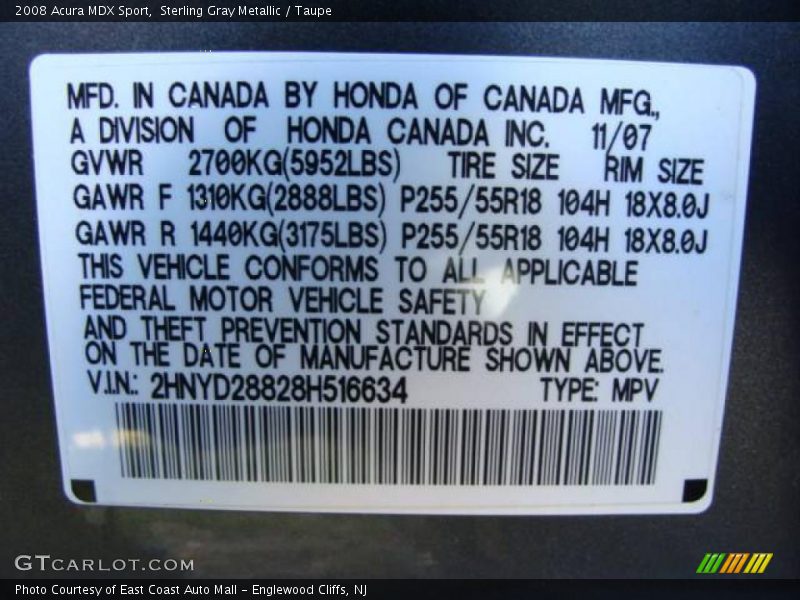 2008 Acura MDX Sport,  Sterling Gray Metallic / Taupe
MFD. IN CANADA BY HONDA OF CANADA MFG.,
A DIVISION OF HONDA CANADA INC. 11/07
GVWR 2700KG(5952LBS) TIRE SIZE RIM SIZE
GAWR F 1310KG(2888LBS) P255/55R18 104H 18X8.0J
GAWR R 1440KG(3175LBS) P255/55R18 104H 18X8.0J
THIS VEHICLE CONFORMS TO ALL APPLICABLE
FEDERAL MOTOR VEHICLE SAFETY
AND THEFT PREVENTION STANDARDS IN EFFECT
ON THE DATE OF MANUFACTURE SHOWN ABOVE.
V.I.N.: 2HNYD28828H516634 TYPE: MPV
GTCARLOT.COM
Photo Courtesy of East Coast Auto Mall - Englewood Cliffs, NJ